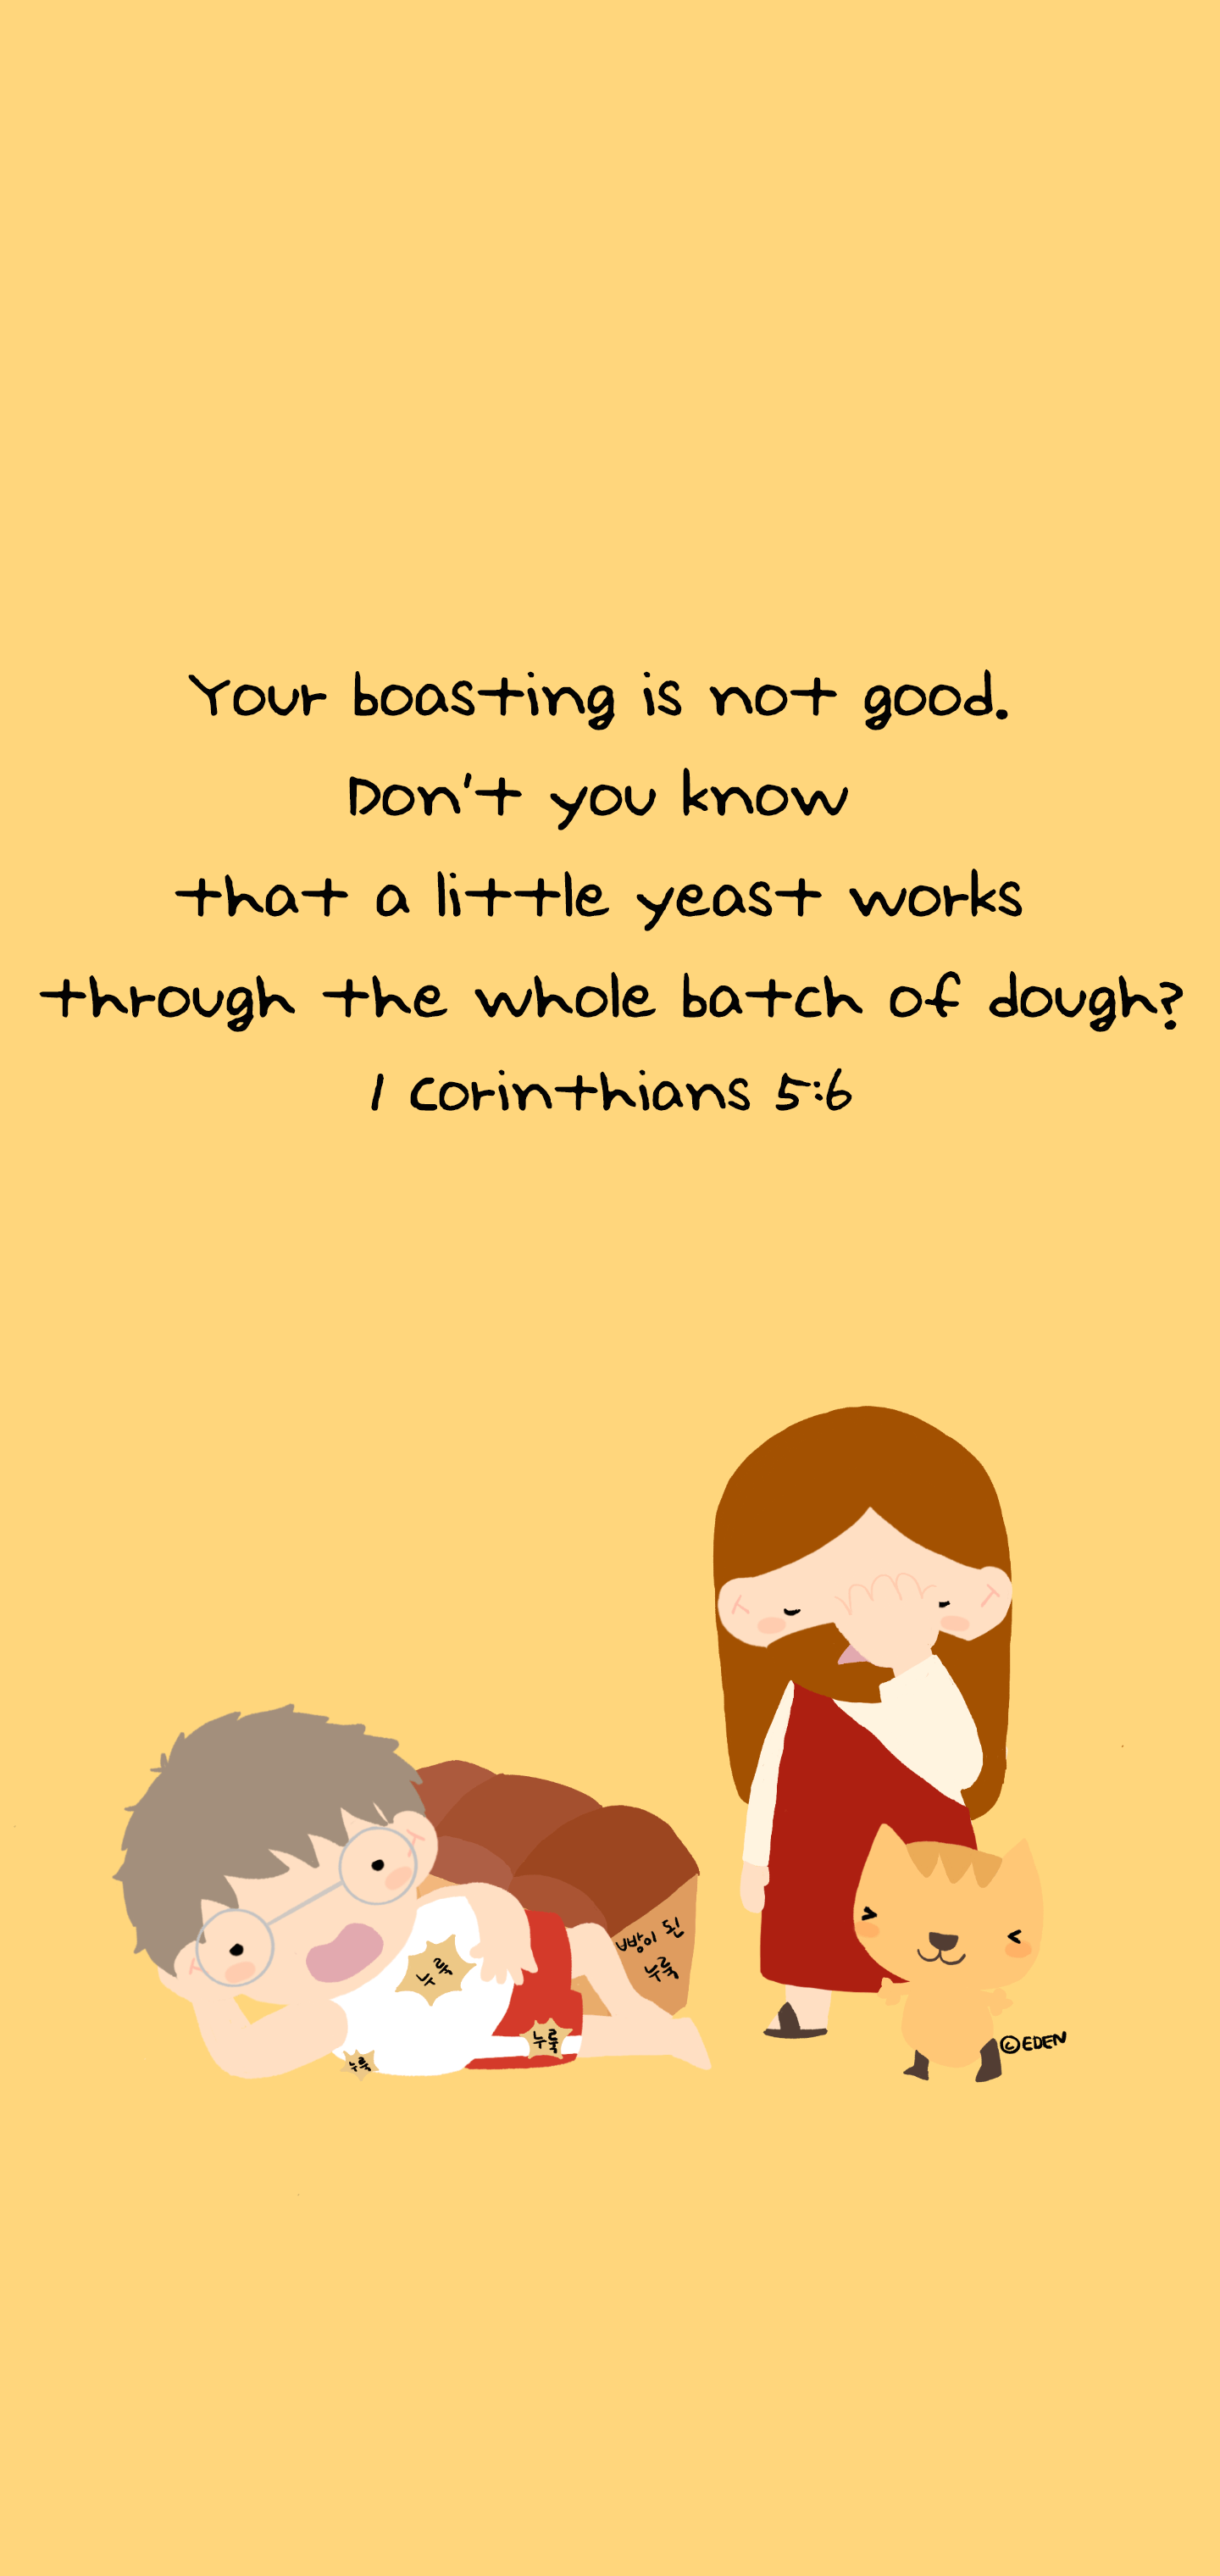 Your boasting is not good.
Don't you know
that a little yeast works
through the whole batch of dough?
1 Corinthians 5:6
빵이 된
누룩
누룩
누룩
누룩
©EDEN